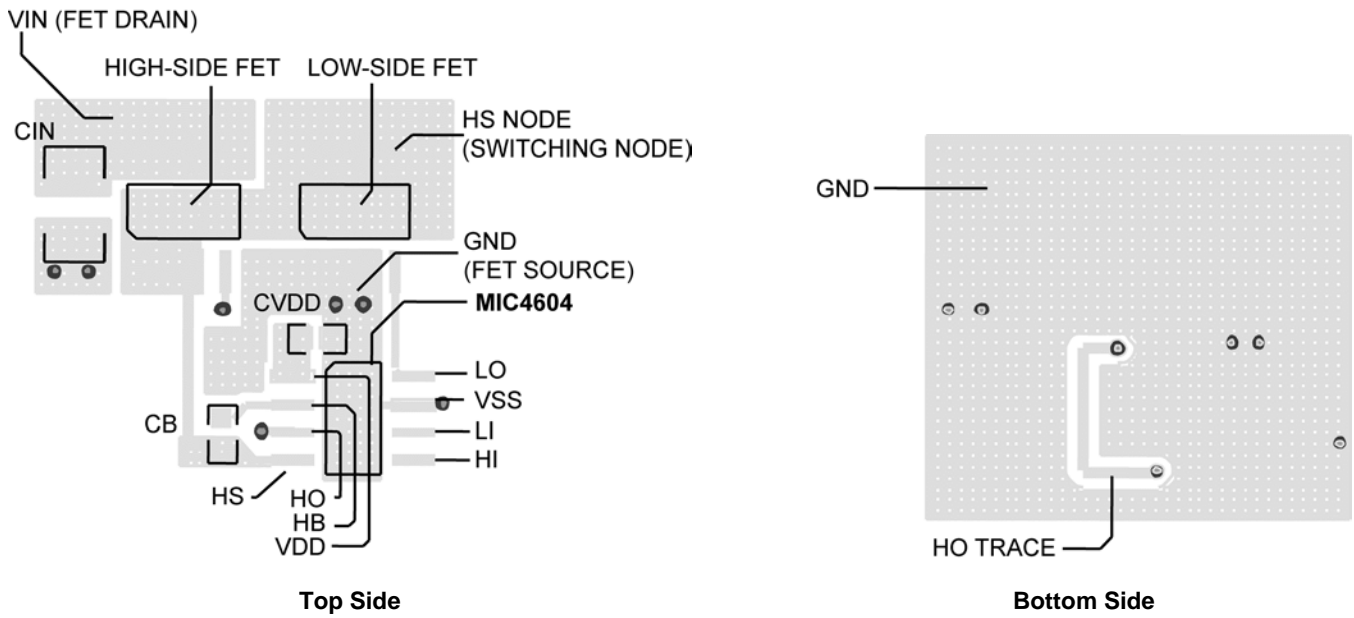 VIN (FET DRAIN)
HIGH-SIDE FET
LOW-SIDE FET
CIN
HS NODE
(SWITCHING NODE)
GND
(FET SOURCE)
CVDD
MIC4604
LO
VSS
CB
LI
HI
HS
HO
HB
VDD
Top Side
GND
HO TRACE
Bottom Side